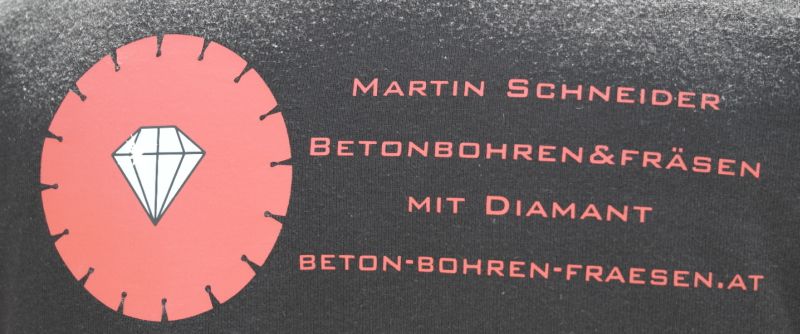 Martin Schneider
Betonbohren&fräsen
mit Diamant
beton-bohren-fraesen.at